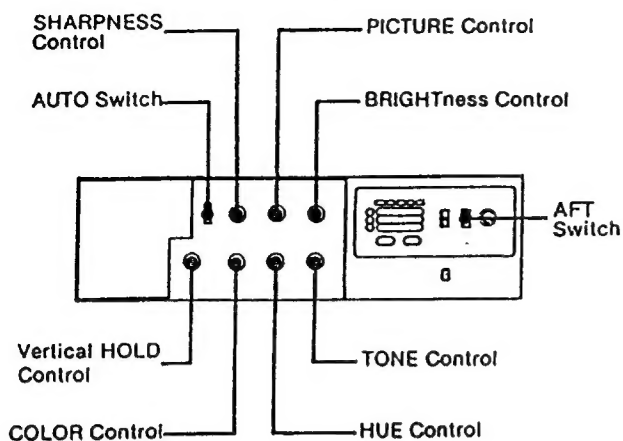 SHARPNESS
Control
PICTURE Control
AUTO Switch
BRIGHTness Control
AFT
Switch
Vertical HOLD
Control
TONE Control
COLOR Control
HUE Control